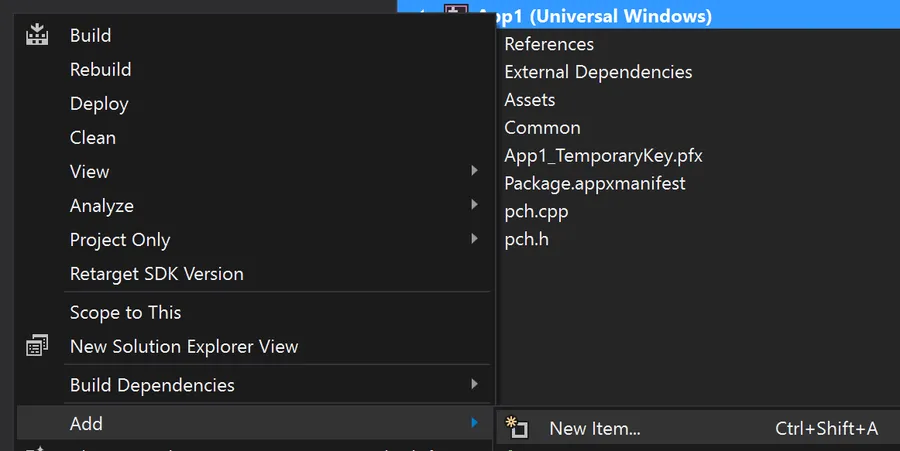 App1 (Universal Windows)
Build
Rebuild
Deploy
Clean
View
Analyze
Project Only
Retarget SDK Version
Scope to This
New Solution Explorer View
Build Dependencies
Add
References
External Dependencies
Assets
Common
App1_TemporaryKey.pfx
Package.appxmanifest
pch.cpp
pch.h
New Item... Ctrl+Shift+A